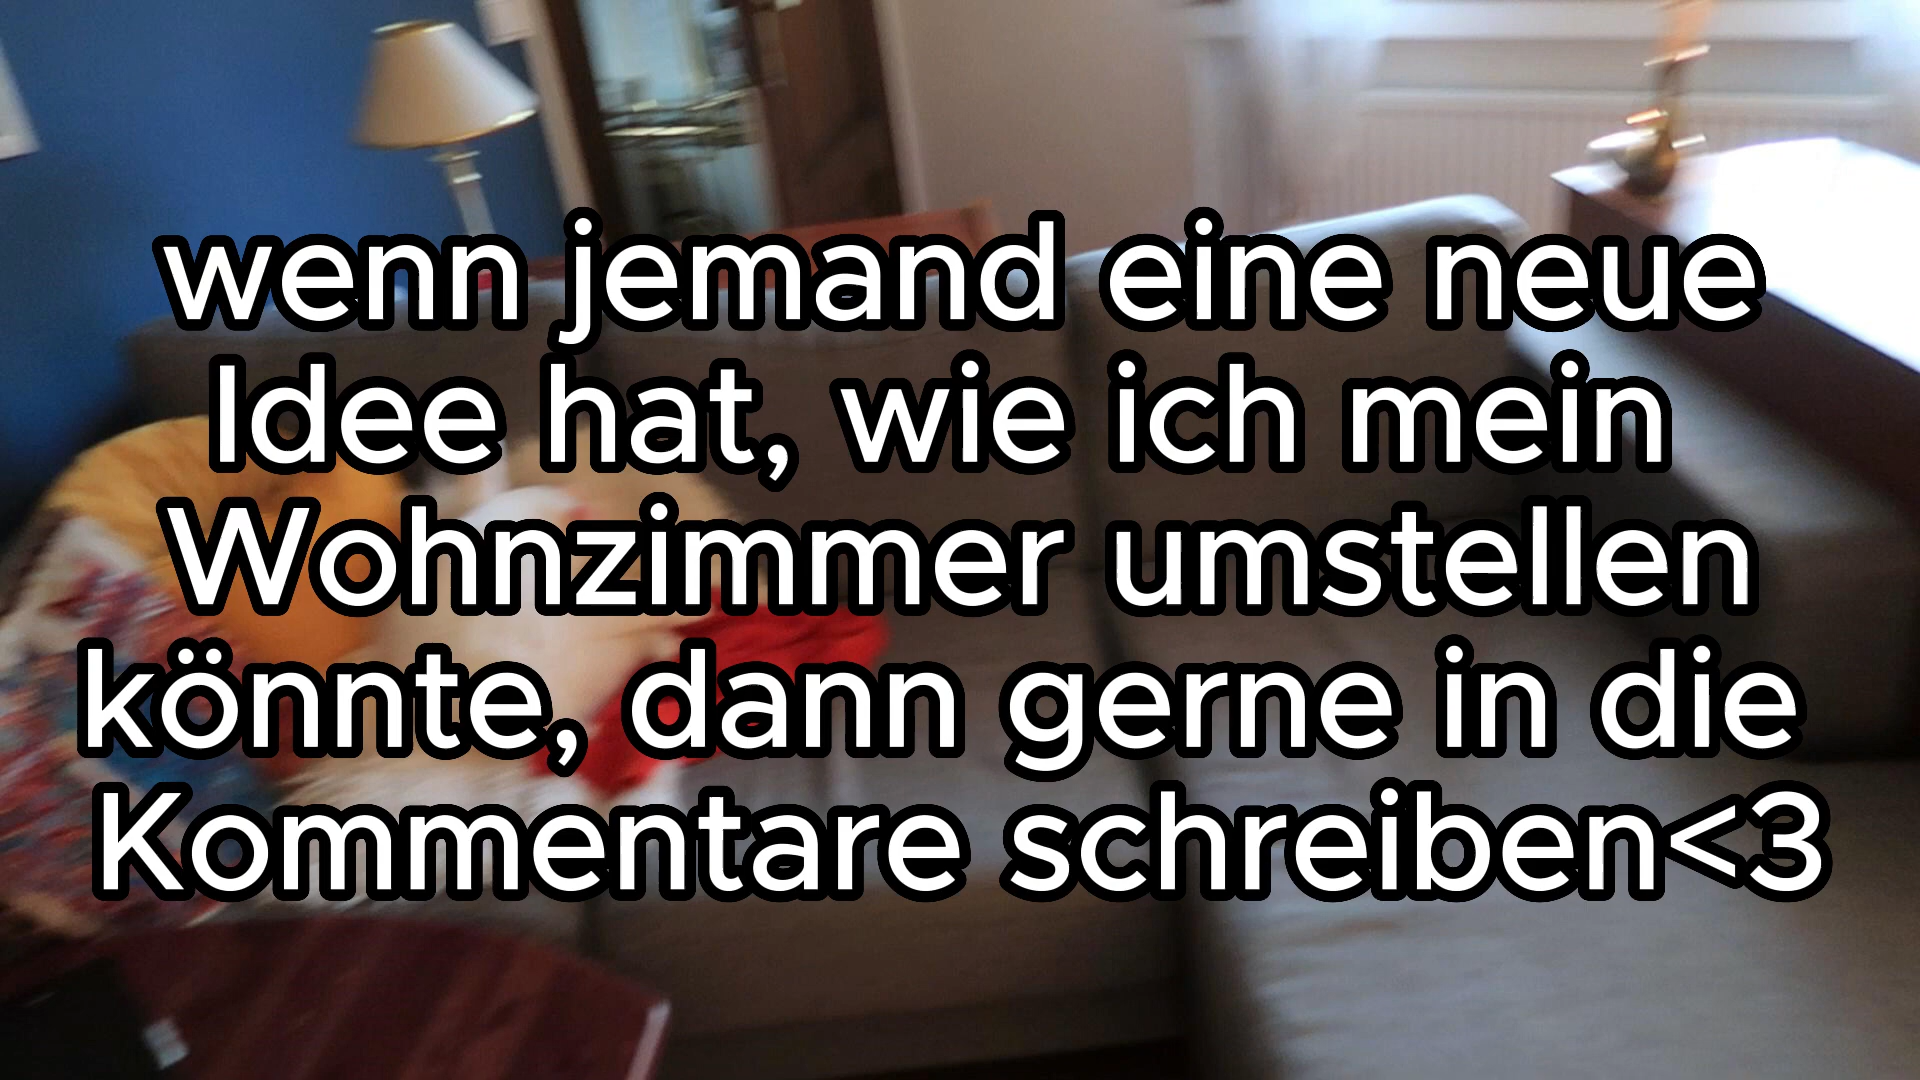 wenn jemand eine neue
Idee hat, wie ich mein
Wohnzimmer umstellen
könnte, dann gerne in die
Kommentare schreiben<3